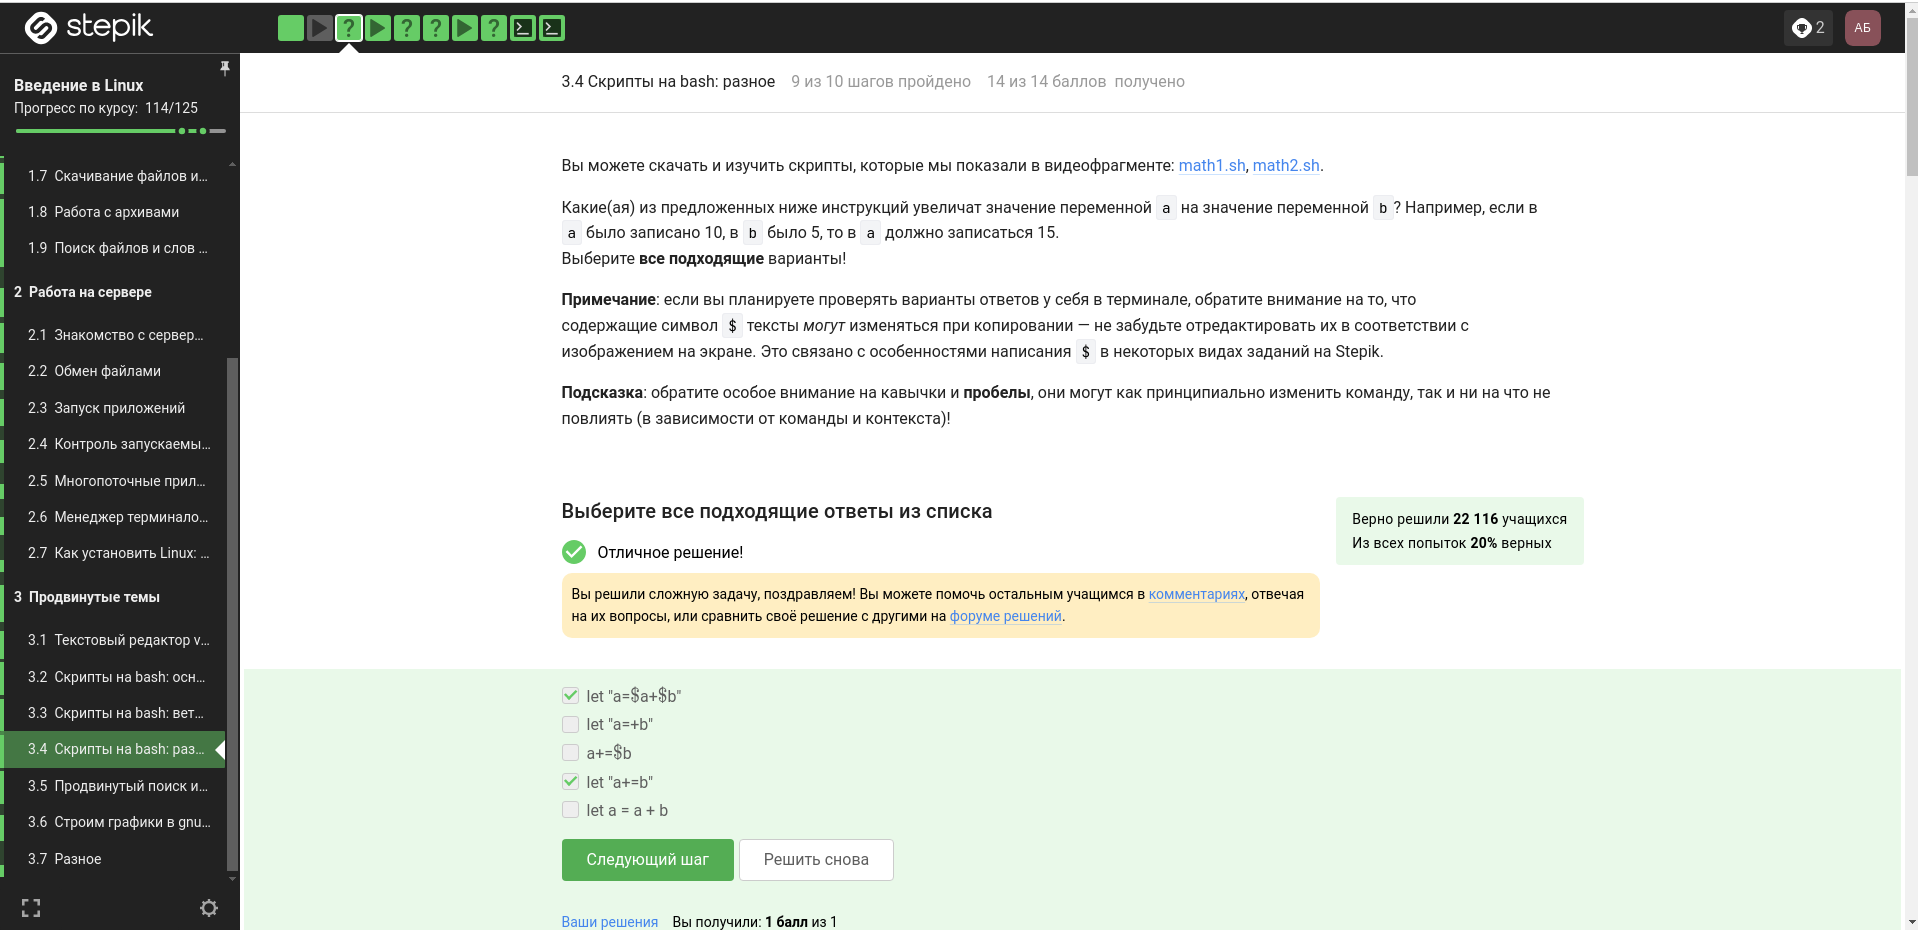 stepik
? ? ? ?
2
АБ
Введение в Linux
Прогресс по курсу: 114/125
1.7 Скачивание файлов и...
1.8 Работа с архивами
1.9 Поиск файлов и слов ...
2 Работа на сервере
2.1 Знакомство с сервер...
2.2 Обмен файлами
2.3 Запуск приложений
2.4 Контроль запускаемы...
2.5 Многопоточные прил...
2.6 Менеджер терминало...
2.7 Как установить Linux: ...
3 Продвинутые темы
3.1 Текстовый редактор v...
3.2 Скрипты на bash: осн...
3.3 Скрипты на bash: вет...
3.4 Скрипты на bash: раз...
3.5 Продвинутый поиск и...
3.6 Строим графики в gnu...
3.7 Разное
3.4 Скрипты на bash: разное 9 из 10 шагов пройдено 14 из 14 баллов получено
Вы можете скачать и изучить скрипты, которые мы показали в видеофрагменте: math1.sh, math2.sh.
Какие(ая) из предложенных ниже инструкций увеличат значение переменной a на значение переменной b? Например, если в
a было записано 10, в b было 5, то в a должно записаться 15.
Выберите все подходящие варианты!
Примечание: если вы планируете проверять варианты ответов у себя в терминале, обратите внимание на то, что
содержащие символ $ тексты могут изменяться при копировании — не забудьте отредактировать их в соответствии с
изображением на экране. Это связано с особенностями написания $ в некоторых видах заданий на Stepik.
Подсказка: обратите особое внимание на кавычки и пробелы, они могут как принципиально изменить команду, так и ни на что не
повлиять (в зависимости от команды и контекста)!
Выберите все подходящие ответы из списка
Верно решили 22 116 учащихся
Из всех попыток 20% верных
Отличное решение!
Вы решили сложную задачу, поздравляем! Вы можете помочь остальным учащимся в комментариях, отвечая
на их вопросы, или сравнить своё решение с другими на форуме решений.
let "a=$a+$b"
let "a=+b"
a+=$b
let "a+=b"
let a = a + b
Следующий шаг Решить снова
Ваши решения Вы получили: 1 балл из 1